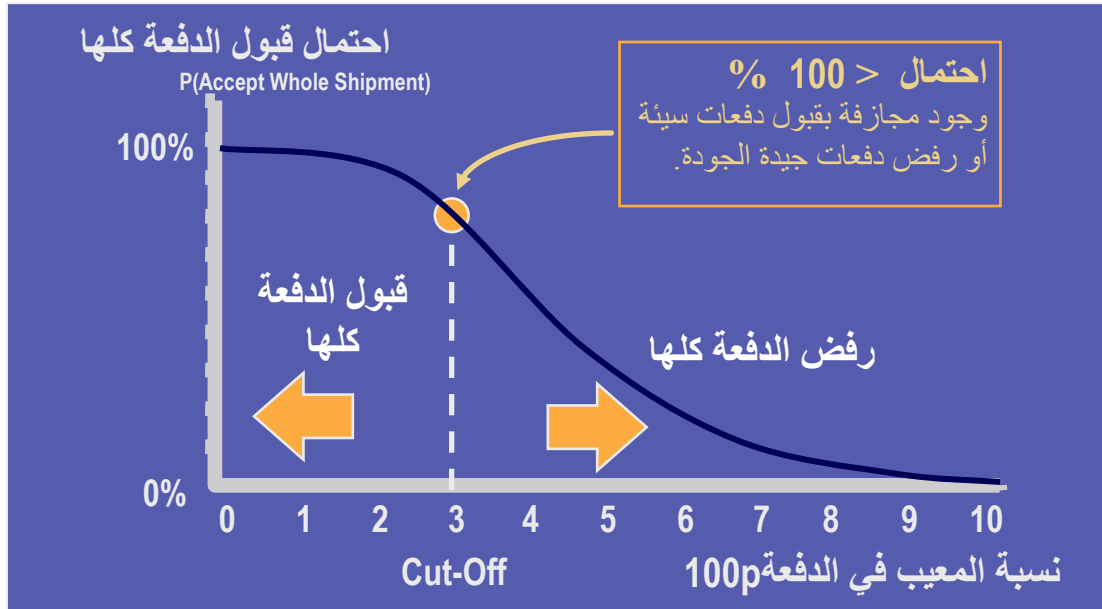 احتمال قبول الدفعة كلها
P(Accept Whole Shipment)
احتمال < 100 %
وجود مجازفة بقبول دفعات سيئة
أو رفض دفعات جيدة الجودة.
100%
قبول الدفعة
كلها
رفض الدفعة كلها
0%
0 1 2 3 4 5 6 7 8 9 10
Cut-Off
نسبة المعيب في الدفعة100p